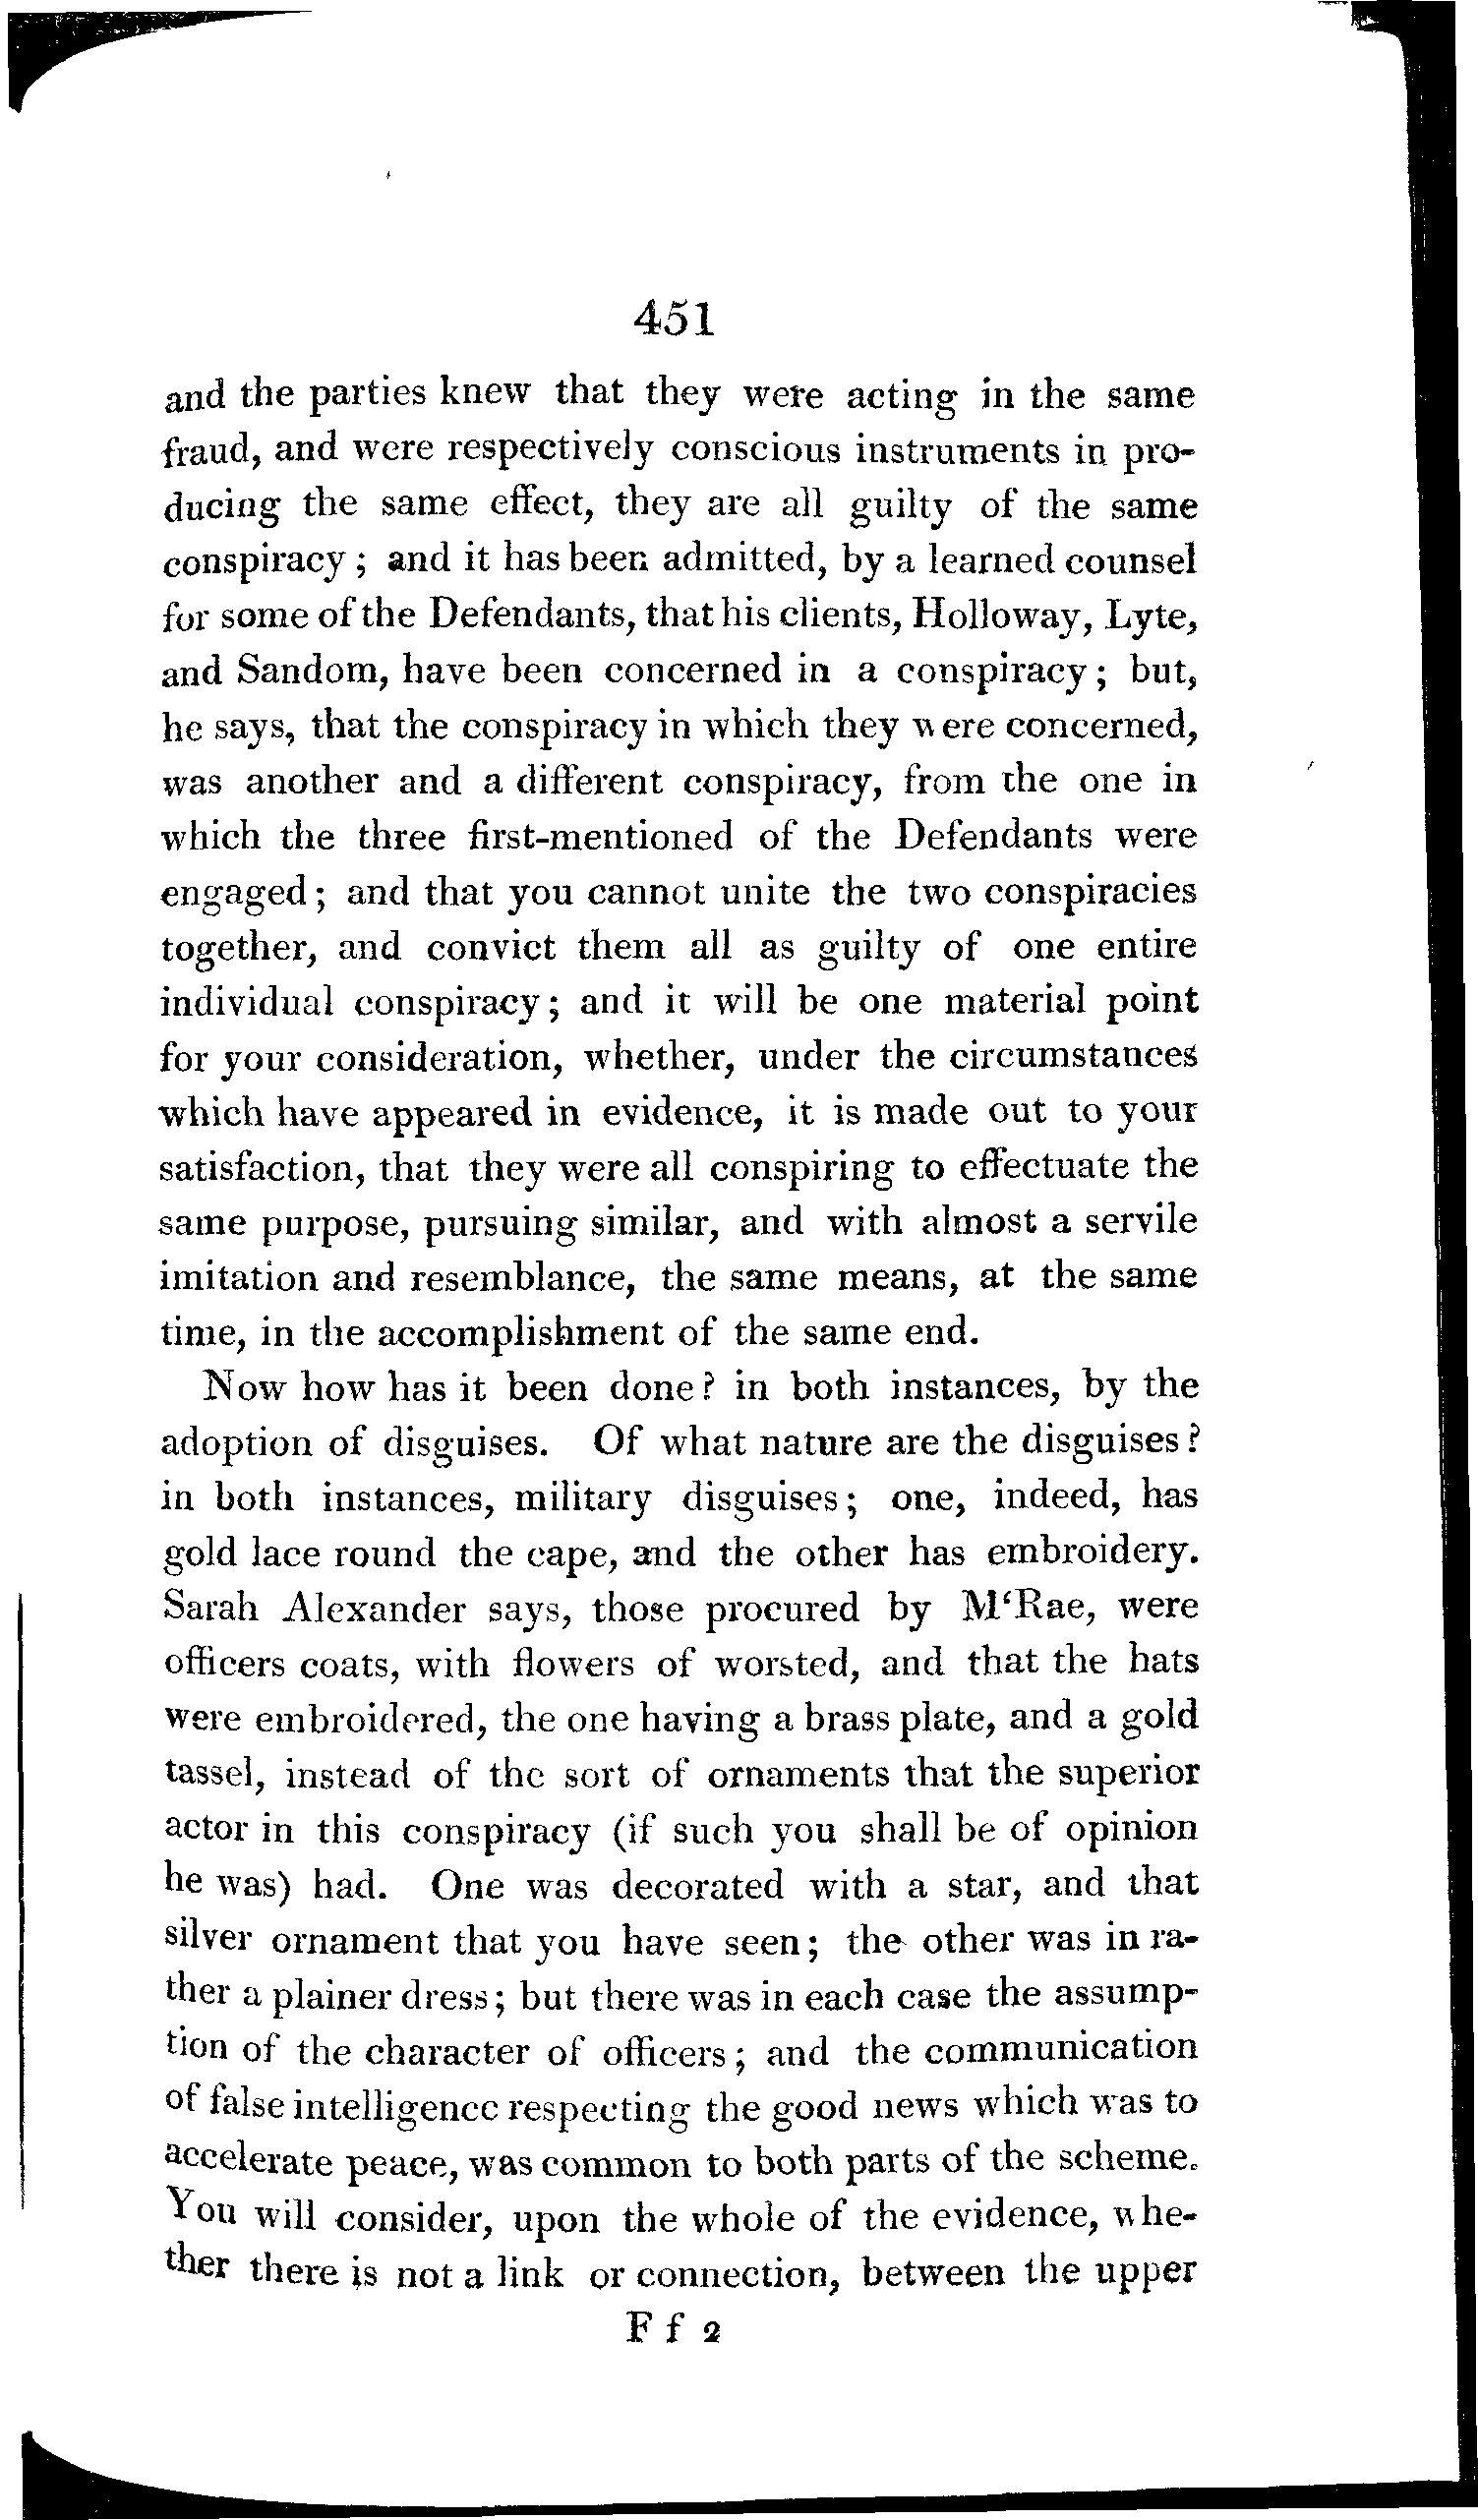 451
and the parties knew that they were acting in the same
fraud, and were respectively conscious instruments in pro-
ducing the same effect, they are all guilty of the same
conspiracy; and it has been admitted, by a learned counsel
for some of the Defendants, that his clients, Holloway, Lyte,
and Sandom, have been concerned in a conspiracy; but,
he says, that the conspiracy in which they were concerned,
was another and a different conspiracy, from the one in
which the three first-mentioned of the Defendants were
engaged; and that you cannot unite the two conspiracies
together, and convict them all as guilty of one entire
individual conspiracy; and it will be one material point
for your consideration, whether, under the circumstances
which have appeared in evidence, it is made out to your
satisfaction, that they were all conspiring to effectuate the
same purpose, pursuing similar, and with almost a servile
imitation and resemblance, the same means, at the same
time, in the accomplishment of the same end.
Now how has it been done? in both instances, by the
adoption of disguises. Of what nature are the disguises?
in both instances, military disguises; one, indeed, has
gold lace round the cape, and the other has embroidery.
Sarah Alexander says, those procured by M‘Rae, were
officers coats, with flowers of worsted, and that the hats
were embroidered, the one having a brass plate, and a gold
tassel, instead of the sort of ornaments that the superior
actor in this conspiracy (if such you shall be of opinion
he was) had. One was decorated with a star, and that
silver ornament that you have seen; the other was in ra-
ther a plainer dress; but there was in each case the assump-
tion of the character of officers; and the communication
of false intelligence respecting the good news which was to
accelerate peace, was common to both parts of the scheme.
You will consider, upon the whole of the evidence, whe-
ther there is not a link or connection, between the upper
F f 2